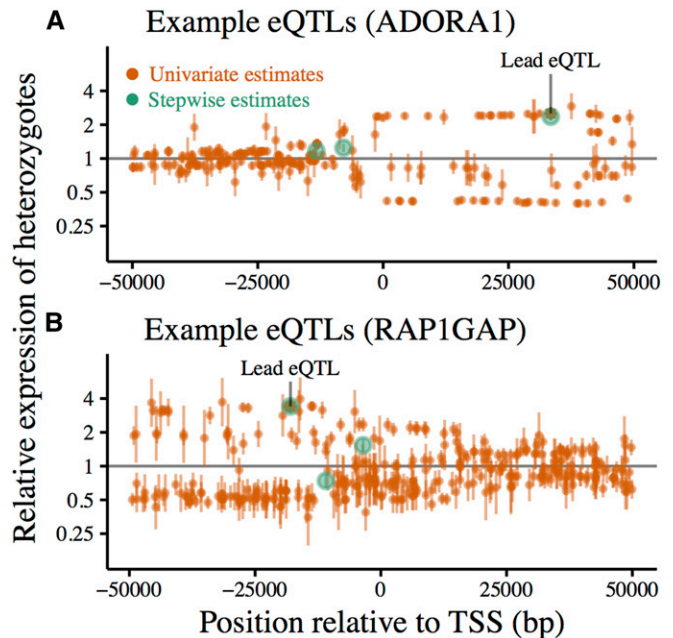 A
Example eQTLs (ADORA1)
Lead eQTL
Univariate estimates
Stepwise estimates
4
2
1
0.5
0.25
−50000 −25000 0 25000 50000
Relative expression of heterozygotes
B
Example eQTLs (RAP1GAP)
Lead eQTL
4
2
1
0.5
0.25
−50000 −25000 0 25000 50000
Position relative to TSS (bp)